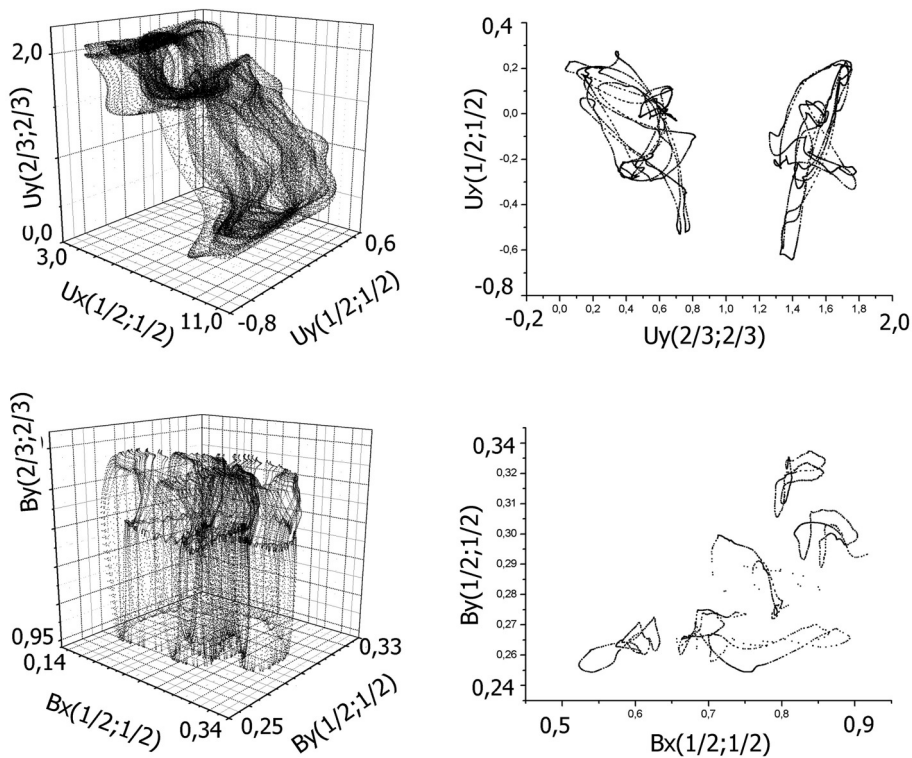 2,0
Uy(2/3;2/3)
0,0
3,0
Ux(1/2;1/2)
11,0
-0,8
Uy(1/2;1/2)
0,6
0,4
0,2
0,0
-0,2
-0,4
-0,6
-0,8
Uy(1/2;1/2)
-0,2
0,0 0,2 0,4 0,6 0,8 1,0 1,2 1,4 1,6 1,8
2,0
Uy(2/3;2/3)
By(2/3;2/3)
0,95
0,14
Bx(1/2;1/2)
0,34
0,25
By(1/2;1/2)
0,33
0,34
0,32
0,31
0,30
0,29
0,28
0,27
0,26
0,24
By(1/2;1/2)
0,5 0,6 0,7 0,8 0,9
Bx(1/2;1/2)